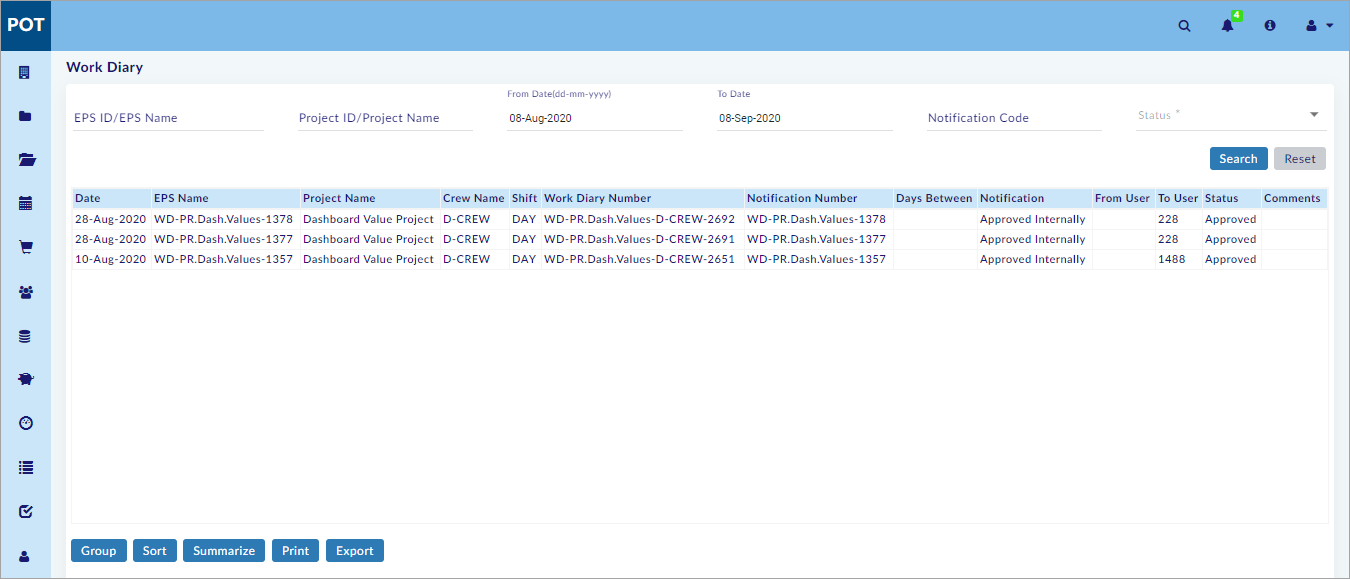 POT
4
Work Diary
From Date(dd-mm-yyyy) To Date
EPS ID/EPS Name Project ID/Project Name 08-Aug-2020 08-Sep-2020 Notification Code Status *
Search Reset
Date EPS Name Project Name Crew Name Shift Work Diary Number Notification Number Days Between Notification From User To User Status Comments
28-Aug-2020 WD-PR.Dash.Values-1378 Dashboard Value Project D-CREW DAY WD-PR.Dash.Values-D-CREW-2692 WD-PR.Dash.Values-1378 Approved Internally 228 Approved
28-Aug-2020 WD-PR.Dash.Values-1377 Dashboard Value Project D-CREW DAY WD-PR.Dash.Values-D-CREW-2691 WD-PR.Dash.Values-1377 Approved Internally 228 Approved
10-Aug-2020 WD-PR.Dash.Values-1357 Dashboard Value Project D-CREW DAY WD-PR.Dash.Values-D-CREW-2651 WD-PR.Dash.Values-1357 Approved Internally 1488 Approved
Group Sort Summarize Print Export